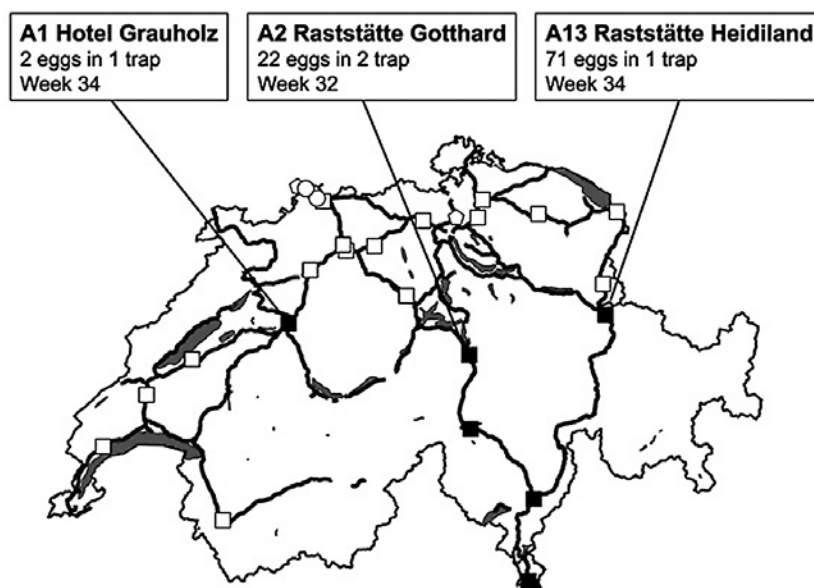 A1 Hotel Grauholz
2 eggs in 1 trap
Week 34
A2 Raststätte Gotthard
22 eggs in 2 trap
Week 32
A13 Raststätte Heidiland
71 eggs in 1 trap
Week 34